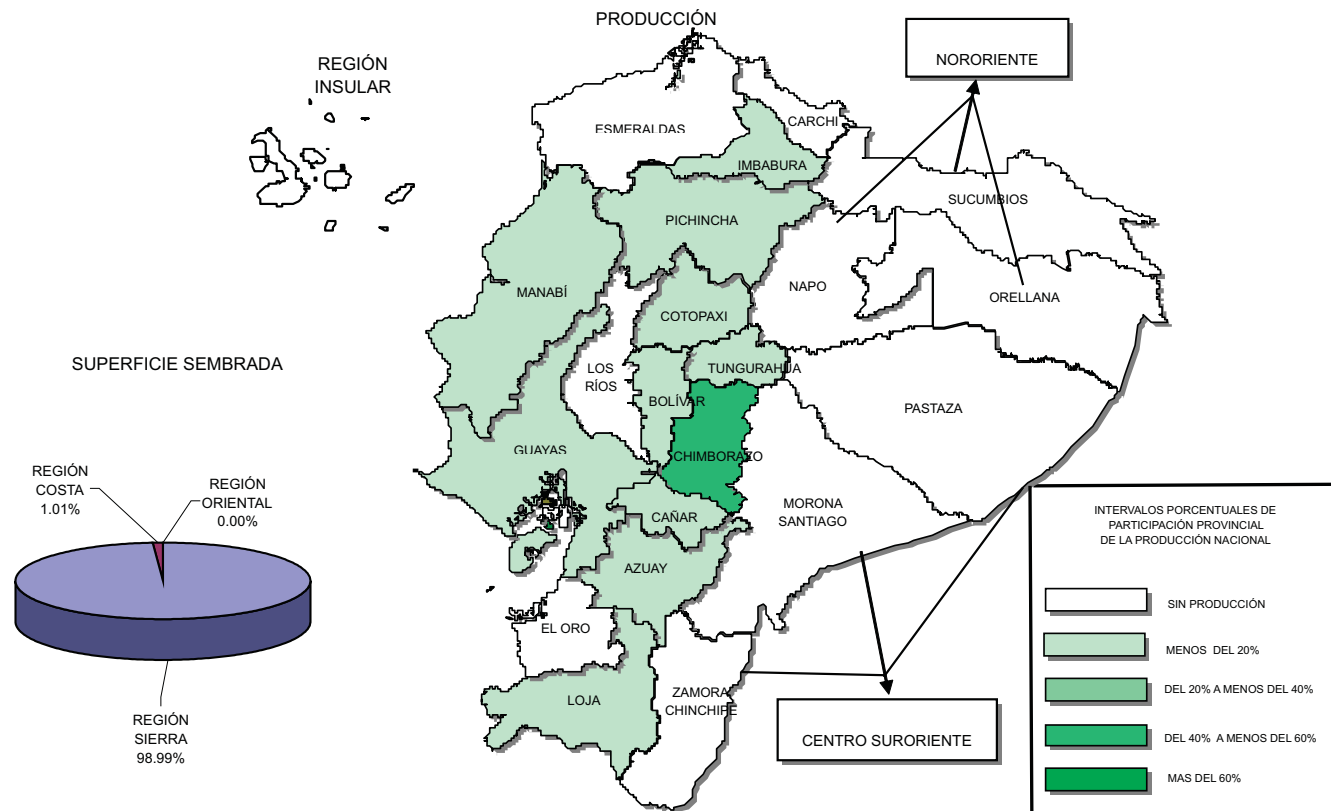 PRODUCCIÓN
REGIÓN
INSULAR
NORORIENTE
ESMERALDAS
CARCHI
IMBABURA
SUCUMBIOS
PICHINCHA
MANABÍ
NAPO
ORELLANA
COTOPAXI
LOS
RÍOS
TUNGURAHUA
BOLÍVAR
PASTAZA
GUAYAS
CHIMBORAZO
MORONA
SANTIAGO
CAÑAR
AZUAY
EL ORO
LOJA
ZAMORA
CHINCHIPE
CENTRO SURORIENTE
SUPERFICIE SEMBRADA
REGIÓN
COSTA
1.01%
REGIÓN
ORIENTAL
0.00%
REGIÓN
SIERRA
98.99%
INTERVALOS PORCENTUALES DE
PARTICIPACIÓN PROVINCIAL
DE LA PRODUCCIÓN NACIONAL
SIN PRODUCCIÓN
MENOS DEL 20%
DEL 20% A MENOS DEL 40%
DEL 40% A MENOS DEL 60%
MAS DEL 60%